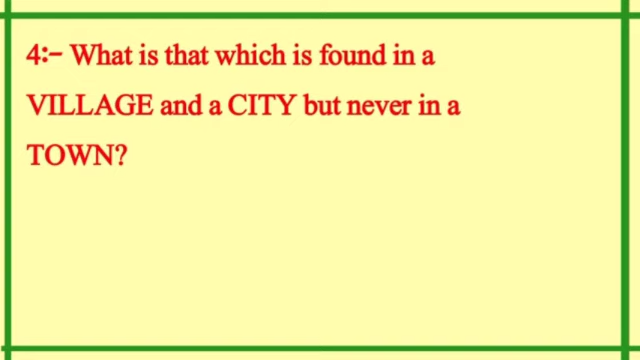 4:- What is that which is found in a
VILLAGE and a CITY but never in a
TOWN?